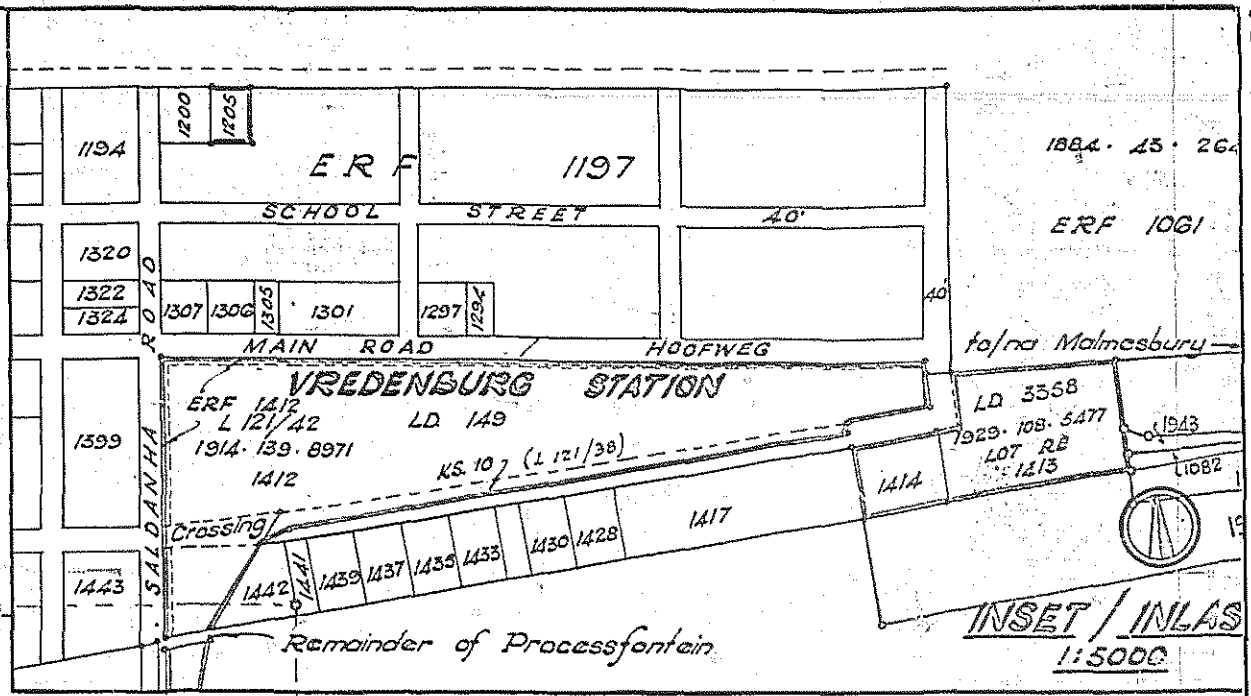 1194
1200
1205
ERF 1197
1884. 43. 264
SCHOOL STREET 40'
ERF 1061
1320
1322
1324
ROAD
1307
1306
1305
1301
1297
1294
40'
MAIN ROAD / HOOFWEG
to/na Malmesbury
VREDENBURG STATION
ERF 1412
L 121/42
LD 149
1914. 139. 8971
1412
1399
SALDANHA
KS. 10 (L 121/38)
LD 3358
1929. 108. 5477
LOT RE
1413
1943
1082
1414
Crossing
1417
1443
1442
1441
1439
1437
1435
1433
1430
1428
Remainder of Processfontein
INSET / INLAS
1:5000